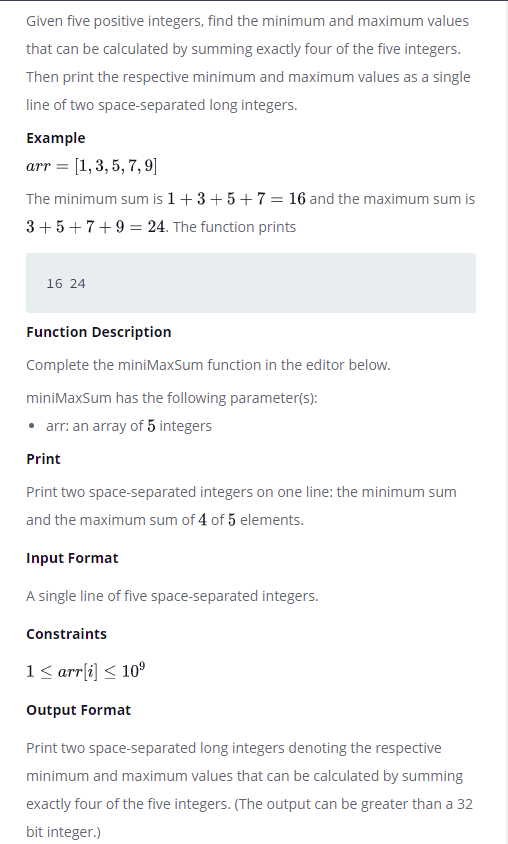 Given five positive integers, find the minimum and maximum values
that can be calculated by summing exactly four of the five integers.
Then print the respective minimum and maximum values as a single
line of two space-separated long integers.
Example
arr = [1, 3, 5, 7, 9]
The minimum sum is 1 + 3 + 5 + 7 = 16 and the maximum sum is
3 + 5 + 7 + 9 = 24. The function prints
16 24
Function Description
Complete the miniMaxSum function in the editor below.
miniMaxSum has the following parameter(s):
• arr: an array of 5 integers
Print
Print two space-separated integers on one line: the minimum sum
and the maximum sum of 4 of 5 elements.
Input Format
A single line of five space-separated integers.
Constraints
1 ≤ arr[i] ≤ 10⁹
Output Format
Print two space-separated long integers denoting the respective
minimum and maximum values that can be calculated by summing
exactly four of the five integers. (The output can be greater than a 32
bit integer.)